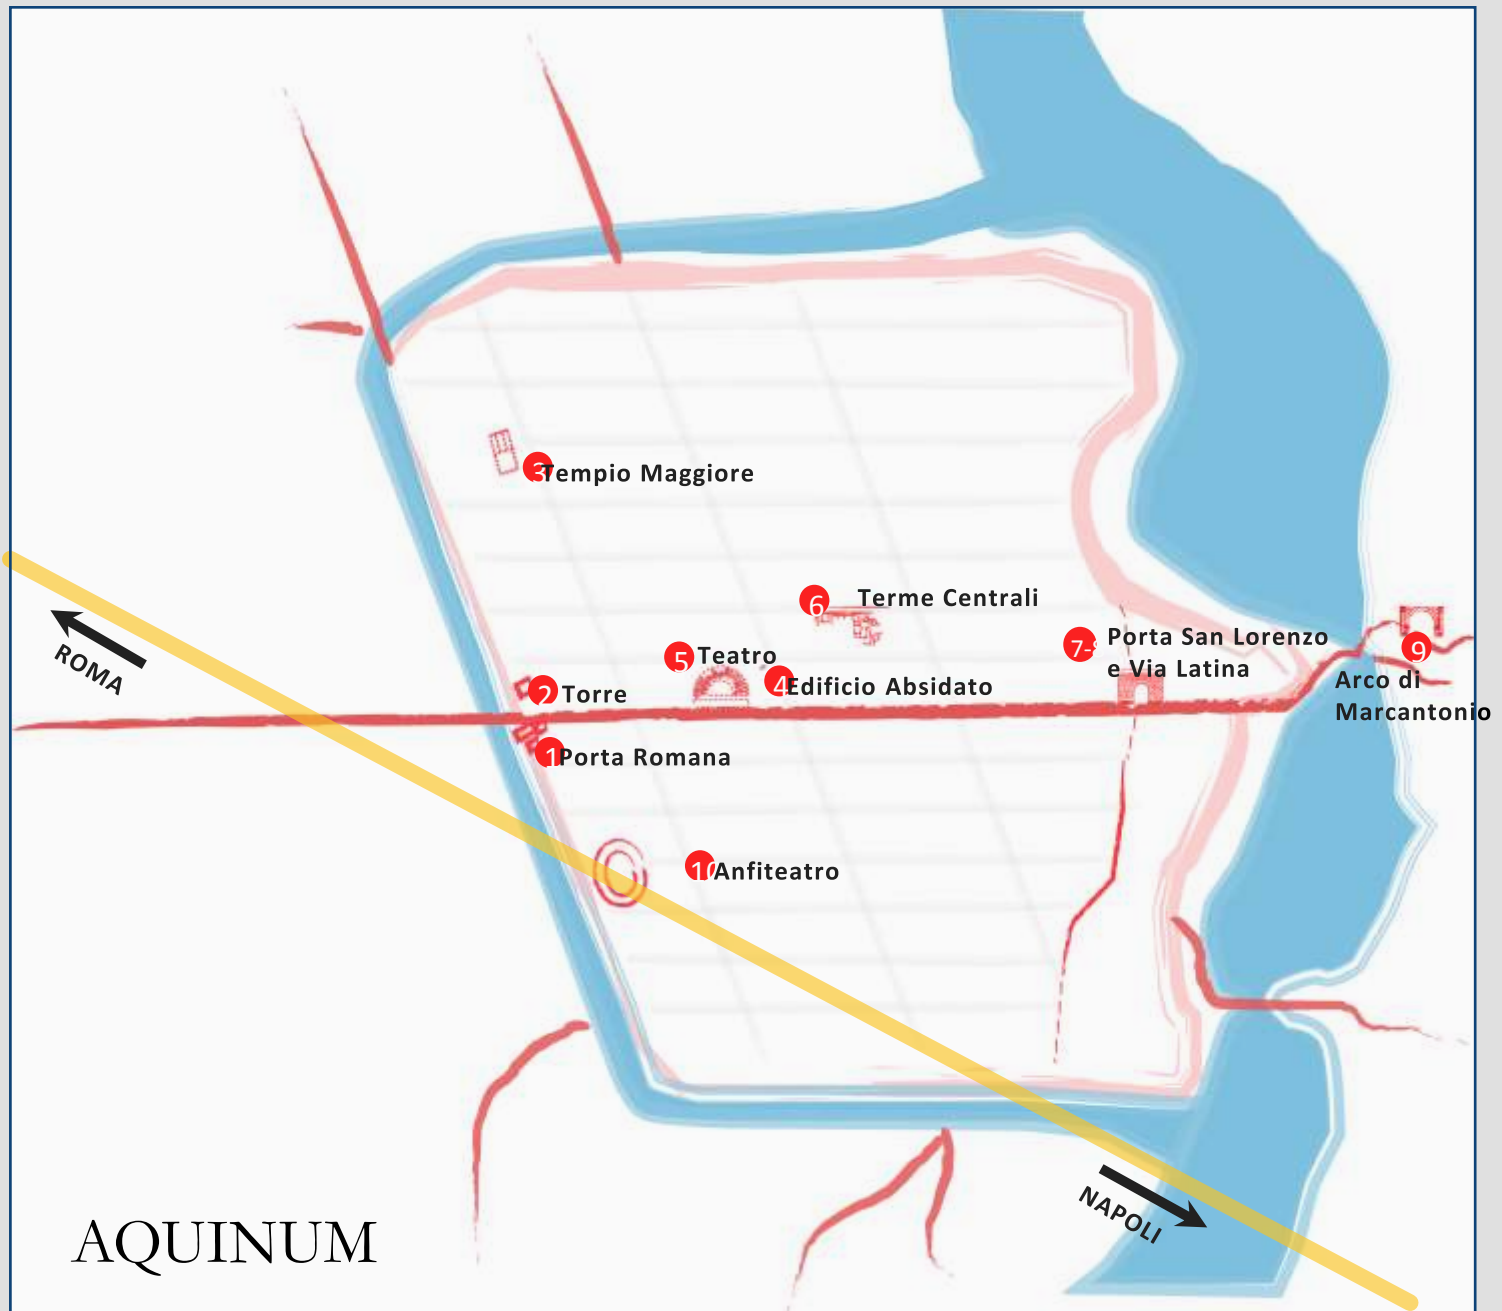 3 Tempio Maggiore
6 Terme Centrali
5 Teatro
4 Edificio Absidato
7- Porta San Lorenzo
e Via Latina
9
Arco di
Marcantonio
2 Torre
1 Porta Romana
10 Anfiteatro
ROMA
NAPOLI
AQUINUM